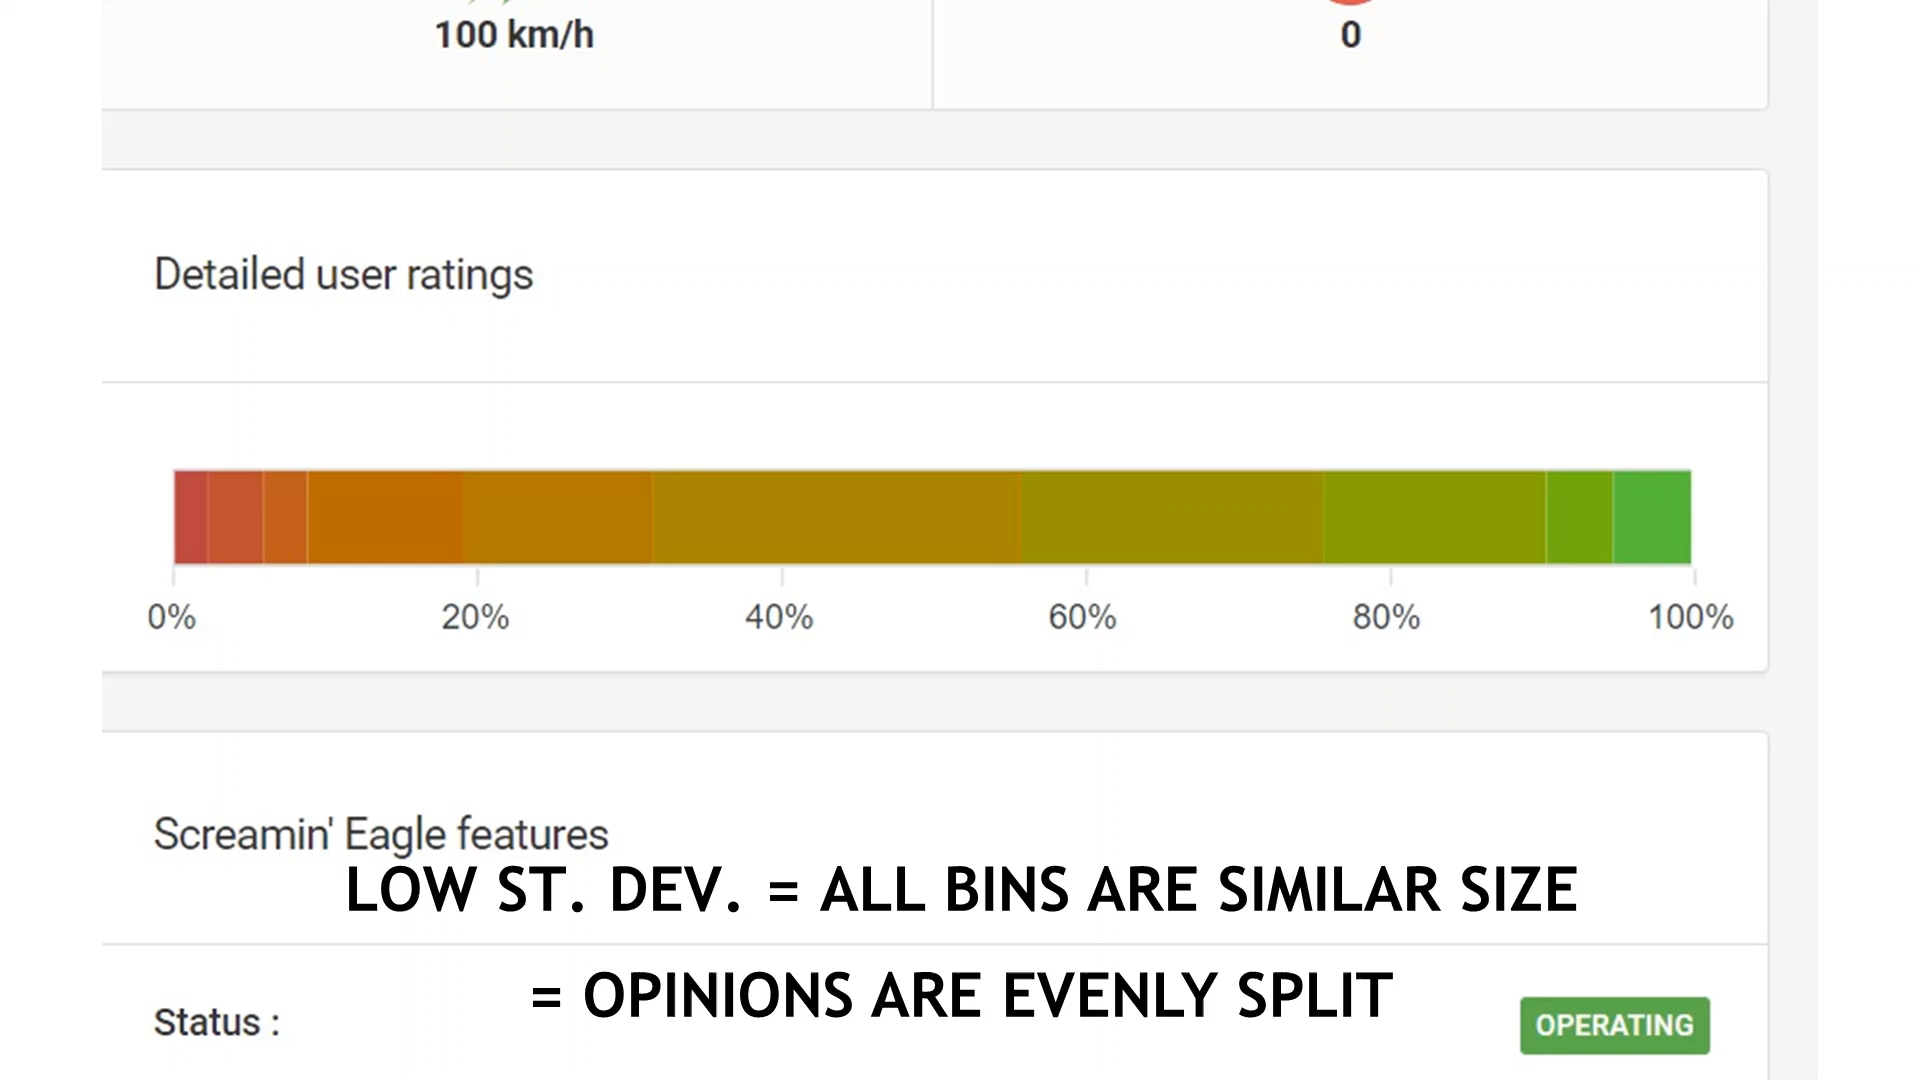 100 km/h
0
Detailed user ratings
0% 20% 40% 60% 80% 100%
Screamin' Eagle features
LOW ST. DEV. = ALL BINS ARE SIMILAR SIZE
= OPINIONS ARE EVENLY SPLIT
Status :
OPERATING